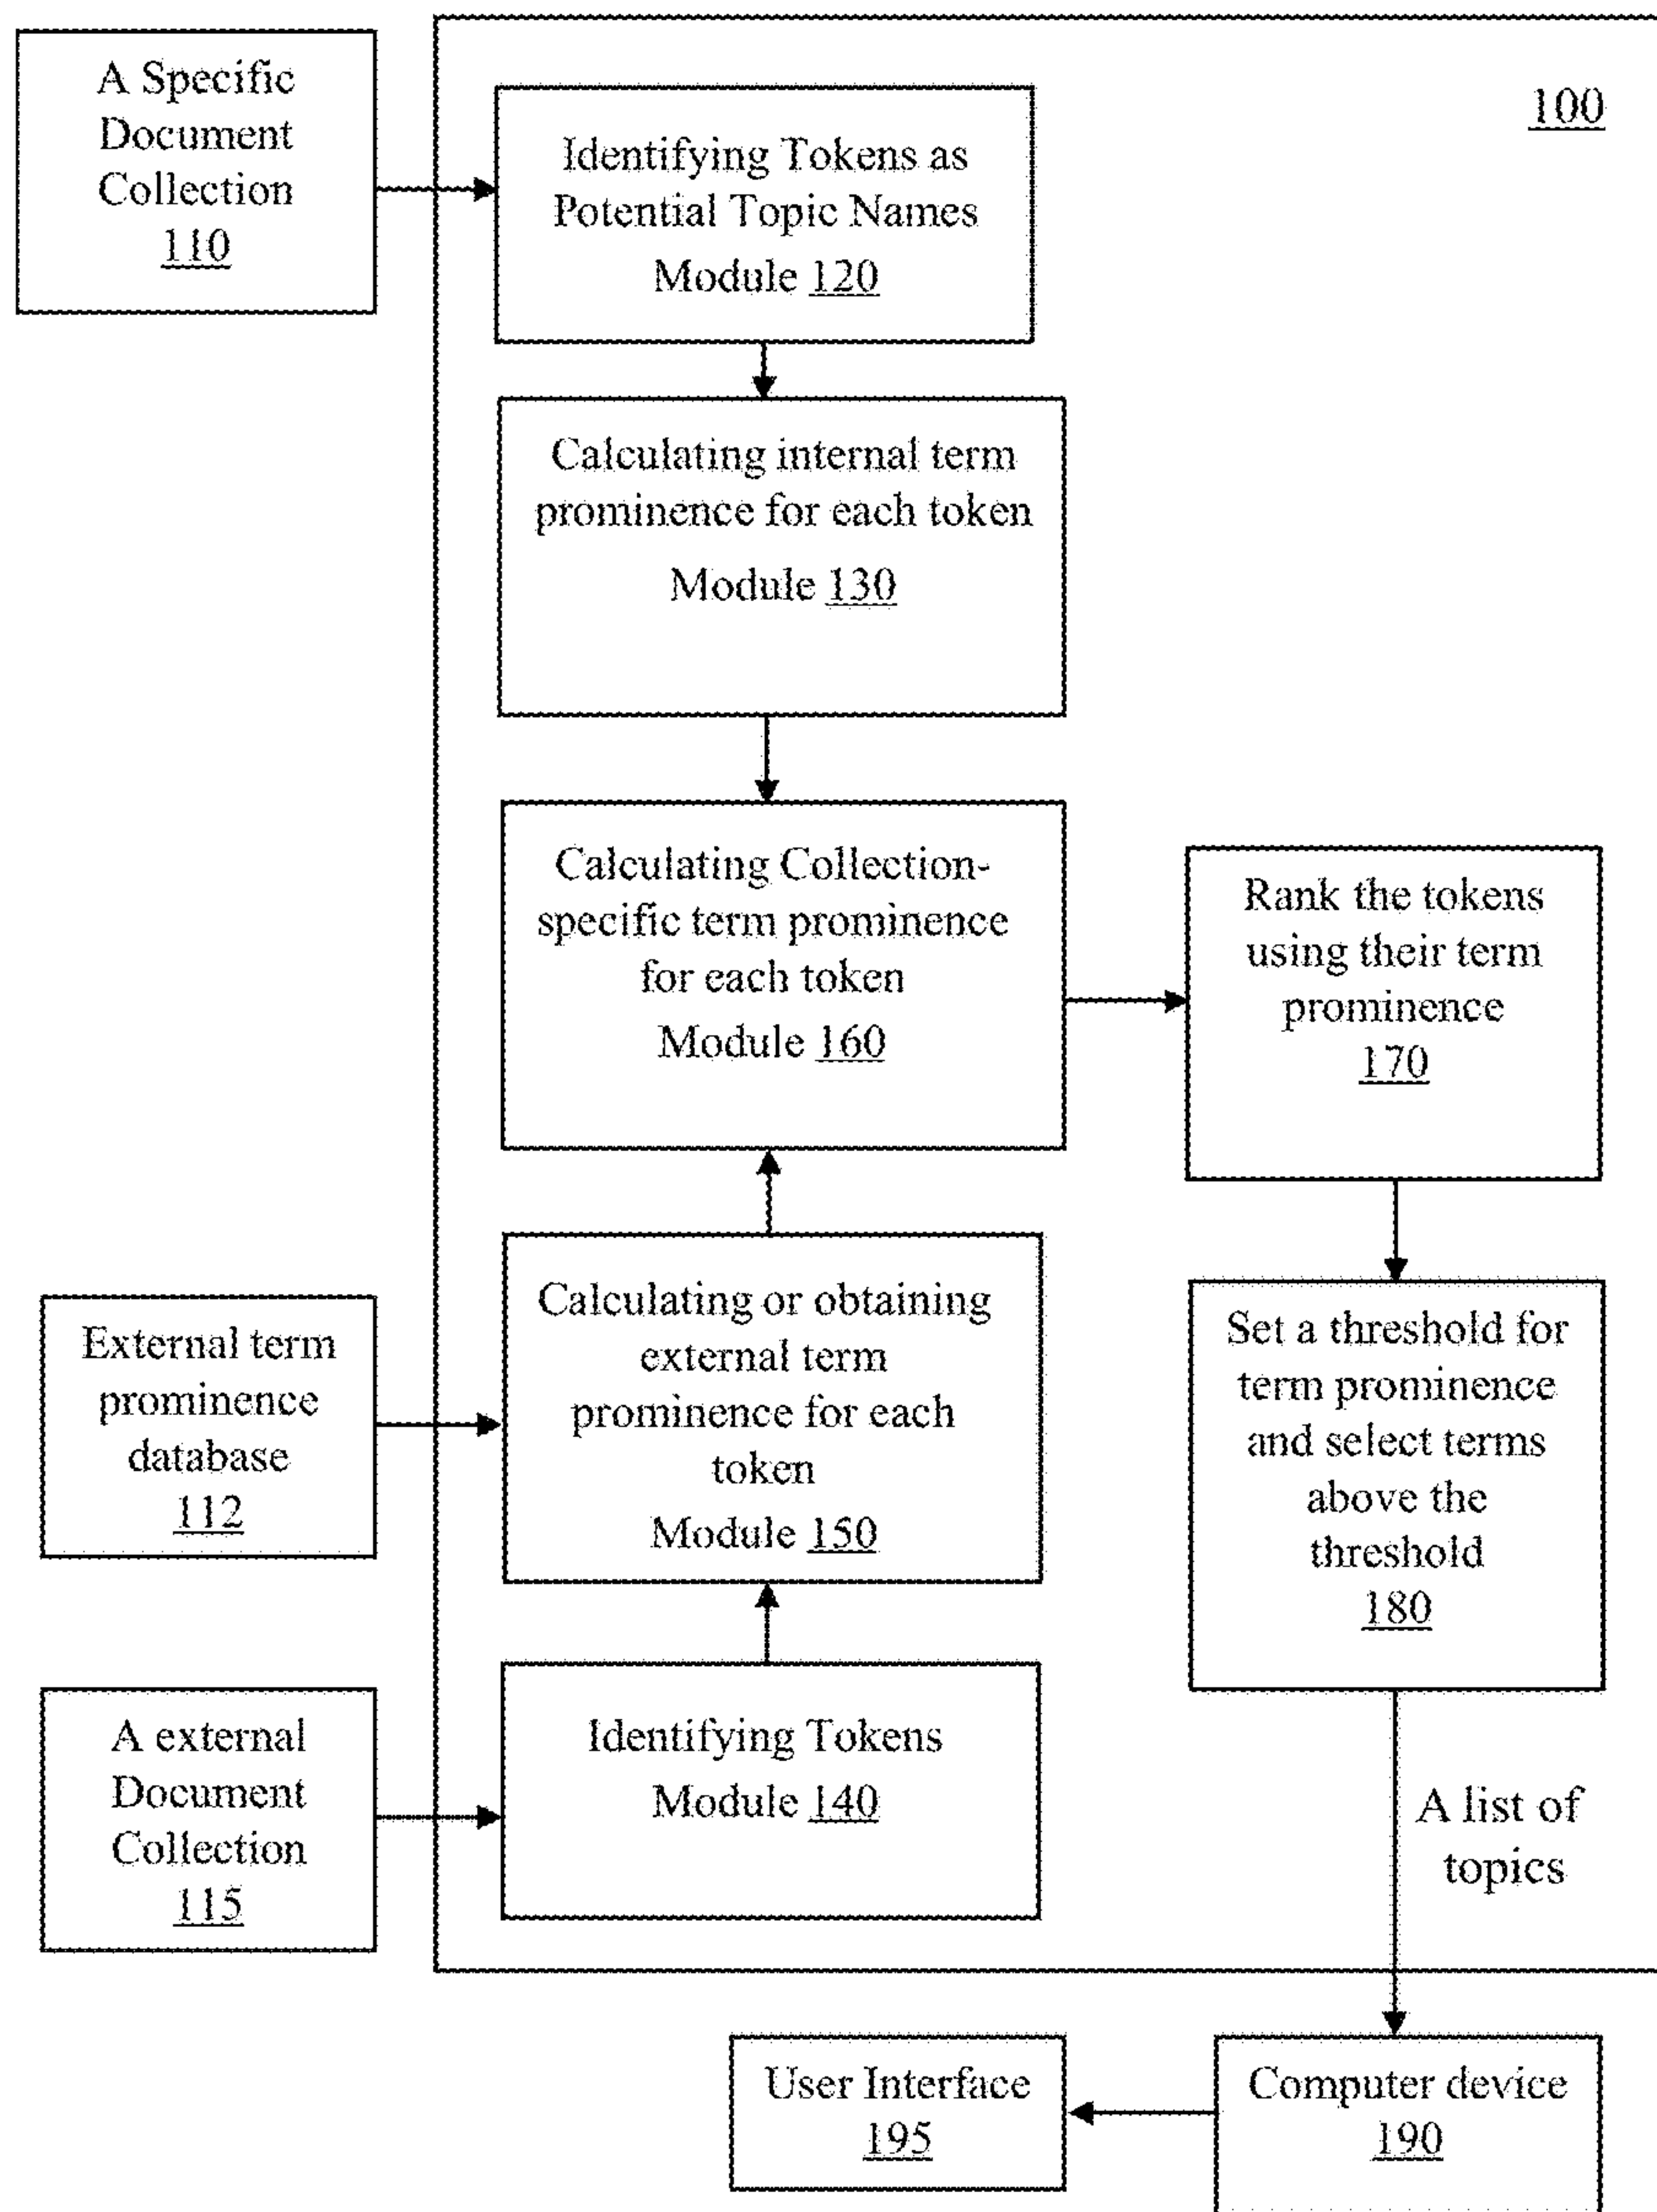 A Specific
Document
Collection
110
100
Identifying Tokens as
Potential Topic Names
Module 120
Calculating internal term
prominence for each token
Module 130
Calculating Collection-
specific term prominence
for each token
Module 160
Rank the tokens
using their term
prominence
170
External term
prominence
database
112
Calculating or obtaining
external term
prominence for each
token
Module 150
Set a threshold for
term prominence
and select terms
above the
threshold
180
A external
Document
Collection
115
Identifying Tokens
Module 140
A list of
topics
User Interface
195
Computer device
190